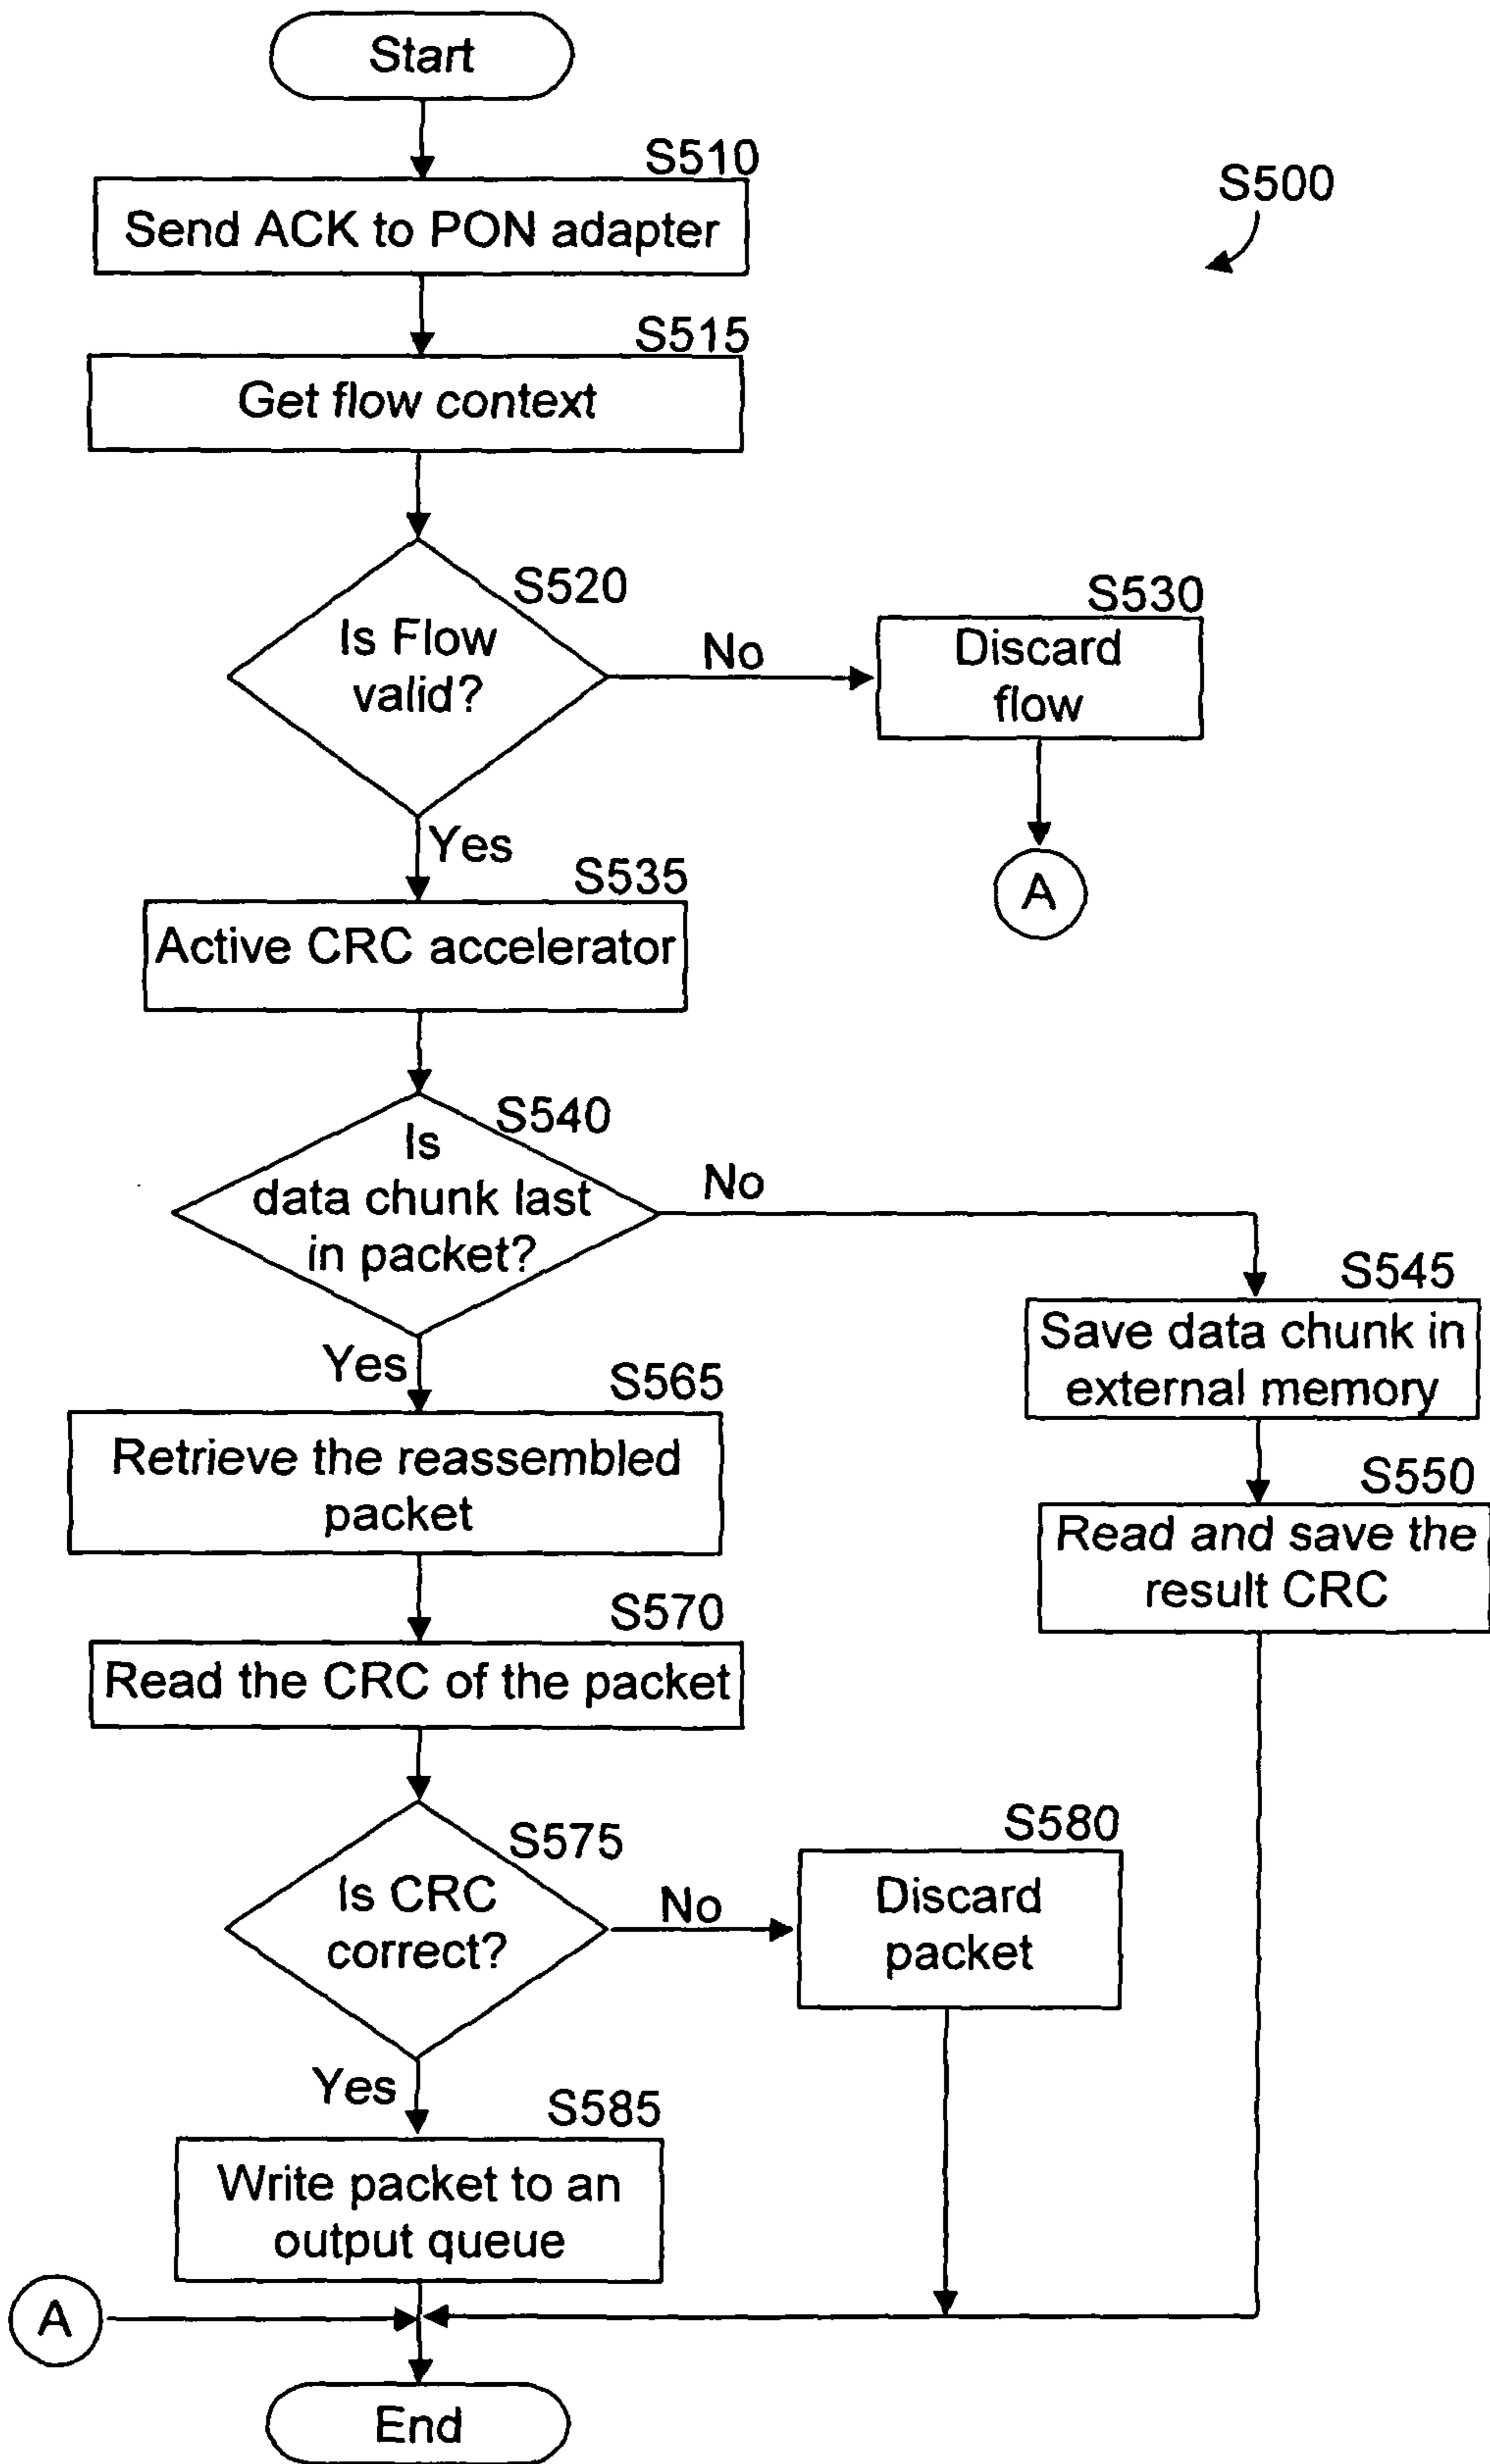 Start
S510
S500
Send ACK to PON adapter
S515
Get flow context
S520
Is Flow
valid?
No
S530
Discard
flow
Yes
A
S535
Active CRC accelerator
S540
Is
data chunk last
in packet?
No
S545
Save data chunk in
external memory
Yes
S565
Retrieve the reassembled
packet
S550
Read and save the
result CRC
S570
Read the CRC of the packet
S575
Is CRC
correct?
No
S580
Discard
packet
Yes
S585
Write packet to an
output queue
A
End